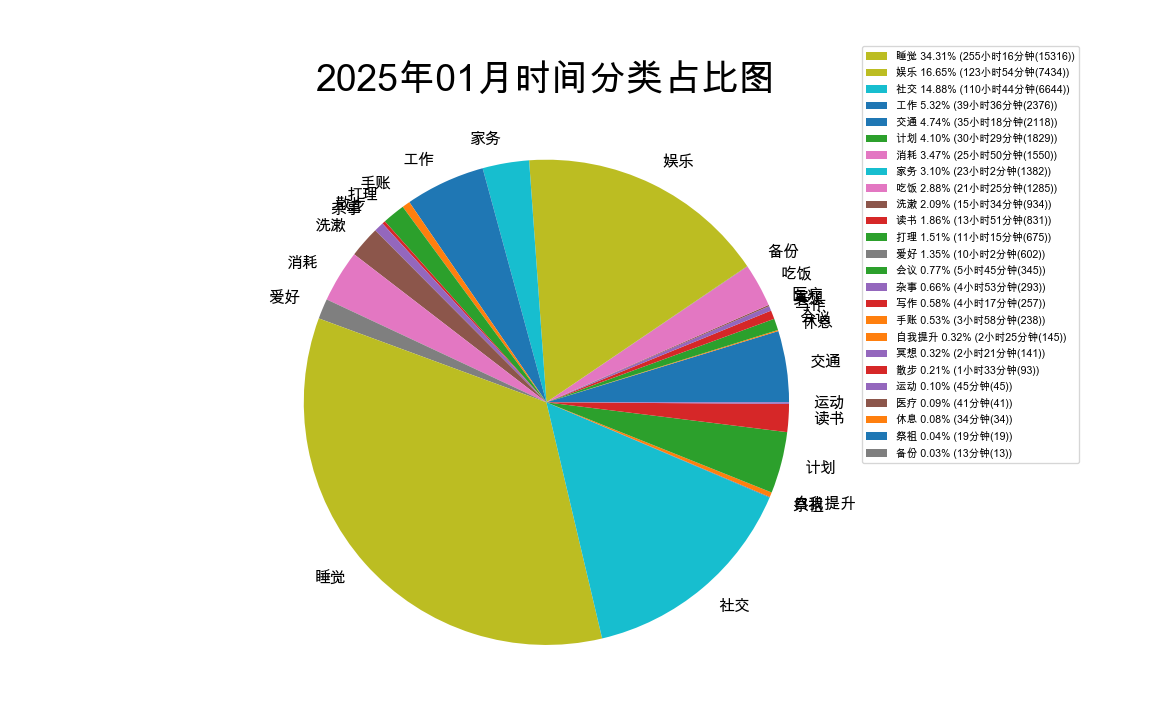 2025年01月时间分类占比图
睡觉 34.31% (255小时16分钟(15316))
娱乐 16.65% (123小时54分钟(7434))
社交 14.88% (110小时44分钟(6644))
工作 5.32% (39小时36分钟(2376))
交通 4.74% (35小时18分钟(2118))
计划 4.10% (30小时29分钟(1829))
消耗 3.47% (25小时50分钟(1550))
家务 3.10% (23小时2分钟(1382))
吃饭 2.88% (21小时25分钟(1285))
洗漱 2.09% (15小时34分钟(934))
读书 1.86% (13小时51分钟(831))
打理 1.51% (11小时15分钟(675))
爱好 1.35% (10小时2分钟(602))
会议 0.77% (5小时45分钟(345))
杂事 0.66% (4小时53分钟(293))
写作 0.58% (4小时17分钟(257))
手账 0.53% (3小时58分钟(238))
自我提升 0.32% (2小时25分钟(145))
冥想 0.32% (2小时21分钟(141))
散步 0.21% (1小时33分钟(93))
运动 0.10% (45分钟(45))
医疗 0.09% (41分钟(41))
休息 0.08% (34分钟(34))
祭祖 0.04% (19分钟(19))
备份 0.03% (13分钟(13))
家务
工作
娱乐
手账
打理
散步
杂事
洗漱
备份
消耗
吃饭
医疗
冥想
写作
会议
爱好
休息
交通
运动
读书
计划
自我提升
祭祖
睡觉
社交